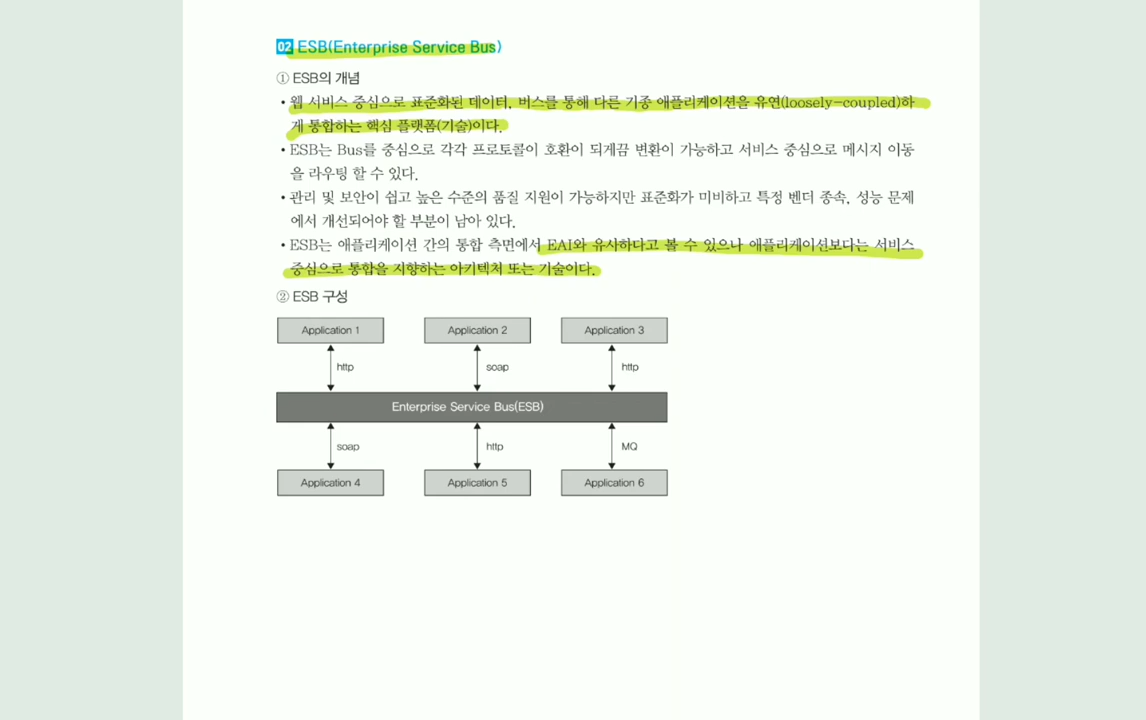 02 ESB(Enterprise Service Bus)
① ESB의 개념
• 웹 서비스 중심으로 표준화된 데이터, 버스를 통해 다른 기종 애플리케이션을 유연(loosely-coupled)하
게 통합하는 핵심 플랫폼(기술)이다.
• ESB는 Bus를 중심으로 각각 프로토콜이 호환이 되게끔 변환이 가능하고 서비스 중심으로 메시지 이동
을 라우팅 할 수 있다.
• 관리 및 보안이 쉽고 높은 수준의 품질 지원이 가능하지만 표준화가 미비하고 특정 벤더 종속, 성능 문제
에서 개선되어야 할 부분이 남아 있다.
• ESB는 애플리케이션 간의 통합 측면에서 EAI와 유사하다고 볼 수 있으나 애플리케이션보다는 서비스
중심으로 통합을 지향하는 아키텍처 또는 기술이다.
② ESB 구성
Application 1 Application 2 Application 3
http soap http
Enterprise Service Bus(ESB)
soap http MQ
Application 4 Application 5 Application 6